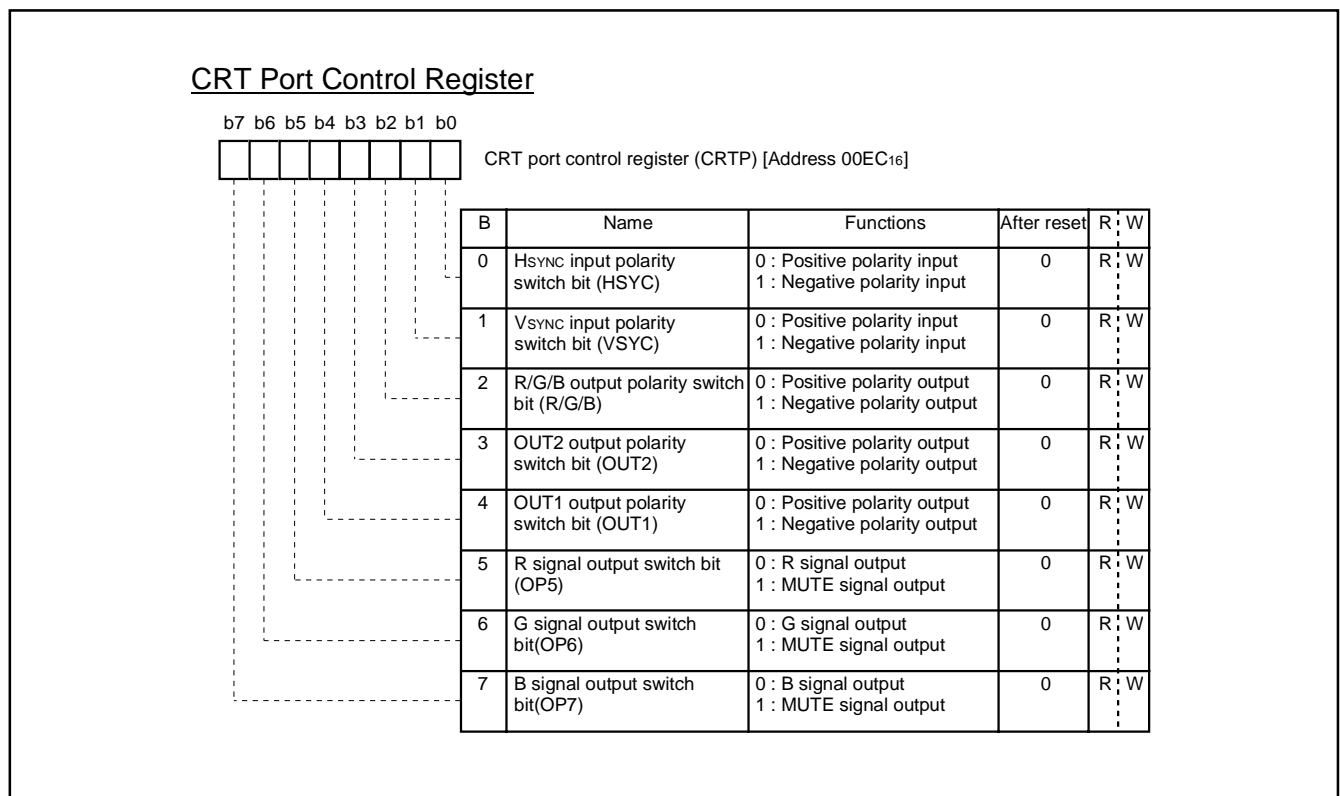 CRT Port Control Register
b7 b6 b5 b4 b3 b2 b1 b0
CRT port control register (CRTP) [Address 00EC16]
B Name Functions After reset R W
0 HSYNC input polarity switch bit (HSYC) 0 : Positive polarity input 1 : Negative polarity input 0 R W
1 VSYNC input polarity switch bit (VSYC) 0 : Positive polarity input 1 : Negative polarity input 0 R W
2 R/G/B output polarity switch bit (R/G/B) 0 : Positive polarity output 1 : Negative polarity output 0 R W
3 OUT2 output polarity switch bit (OUT2) 0 : Positive polarity output 1 : Negative polarity output 0 R W
4 OUT1 output polarity switch bit (OUT1) 0 : Positive polarity output 1 : Negative polarity output 0 R W
5 R signal output switch bit (OP5) 0 : R signal output 1 : MUTE signal output 0 R W
6 G signal output switch bit(OP6) 0 : G signal output 1 : MUTE signal output 0 R W
7 B signal output switch bit(OP7) 0 : B signal output 1 : MUTE signal output 0 R W